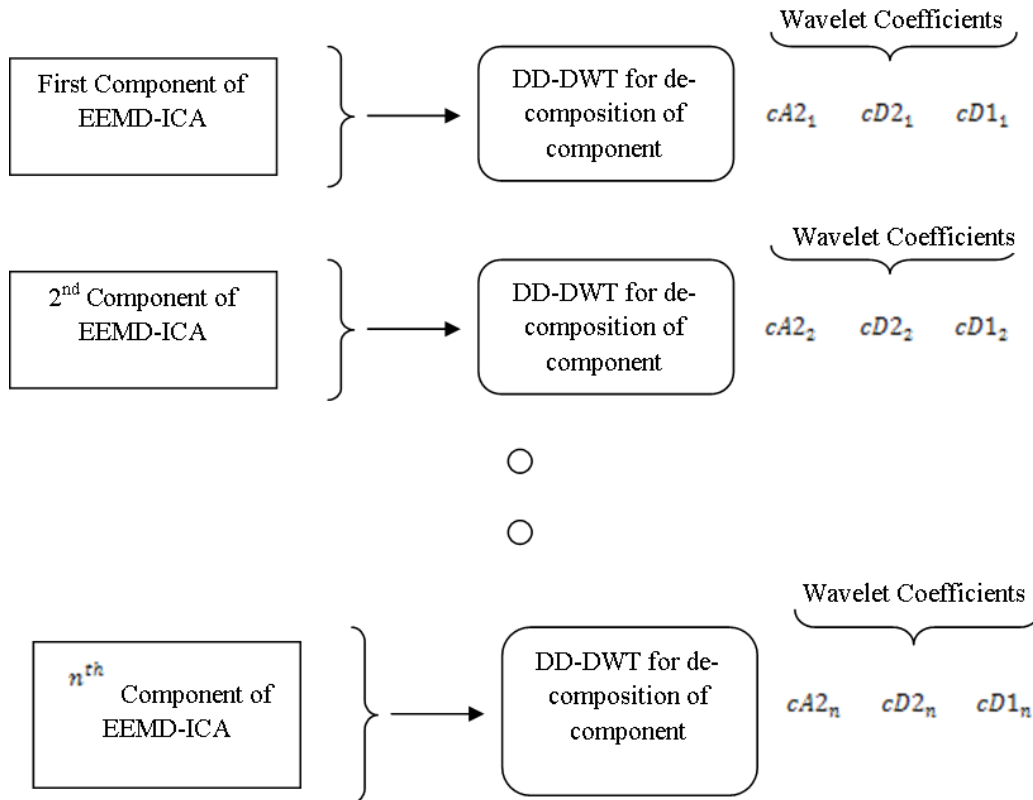 Wavelet Coefficients
First Component of
EEMD-ICA
DD-DWT for de-
composition of
component
cA2₁ cD2₁ cD1₁
Wavelet Coefficients
2ⁿᵈ Component of
EEMD-ICA
DD-DWT for de-
composition of
component
cA2₂ cD2₂ cD1₂
Wavelet Coefficients
nᵗʰ Component of
EEMD-ICA
DD-DWT for de-
composition of
component
cA2ₙ cD2ₙ cD1ₙ